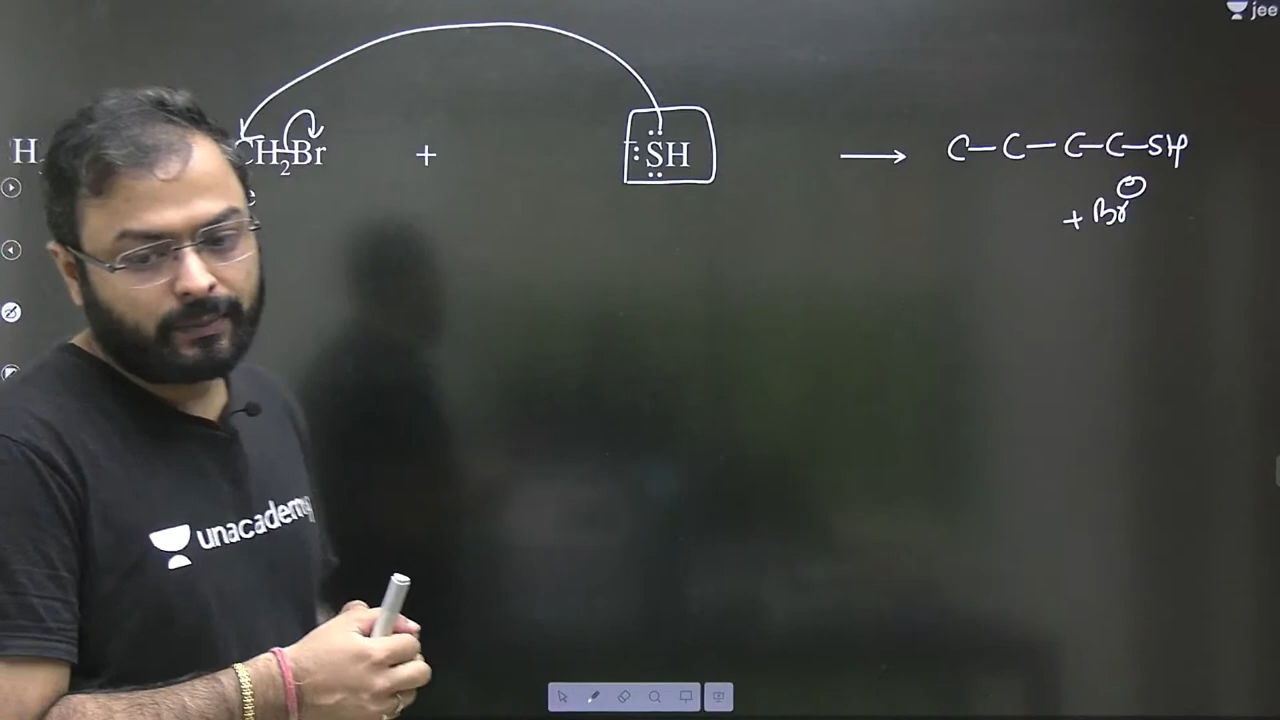 jee
H CH₂Br + :SH ⟶ C—C—C—C—SH
+ Br⊖
e
unacademy